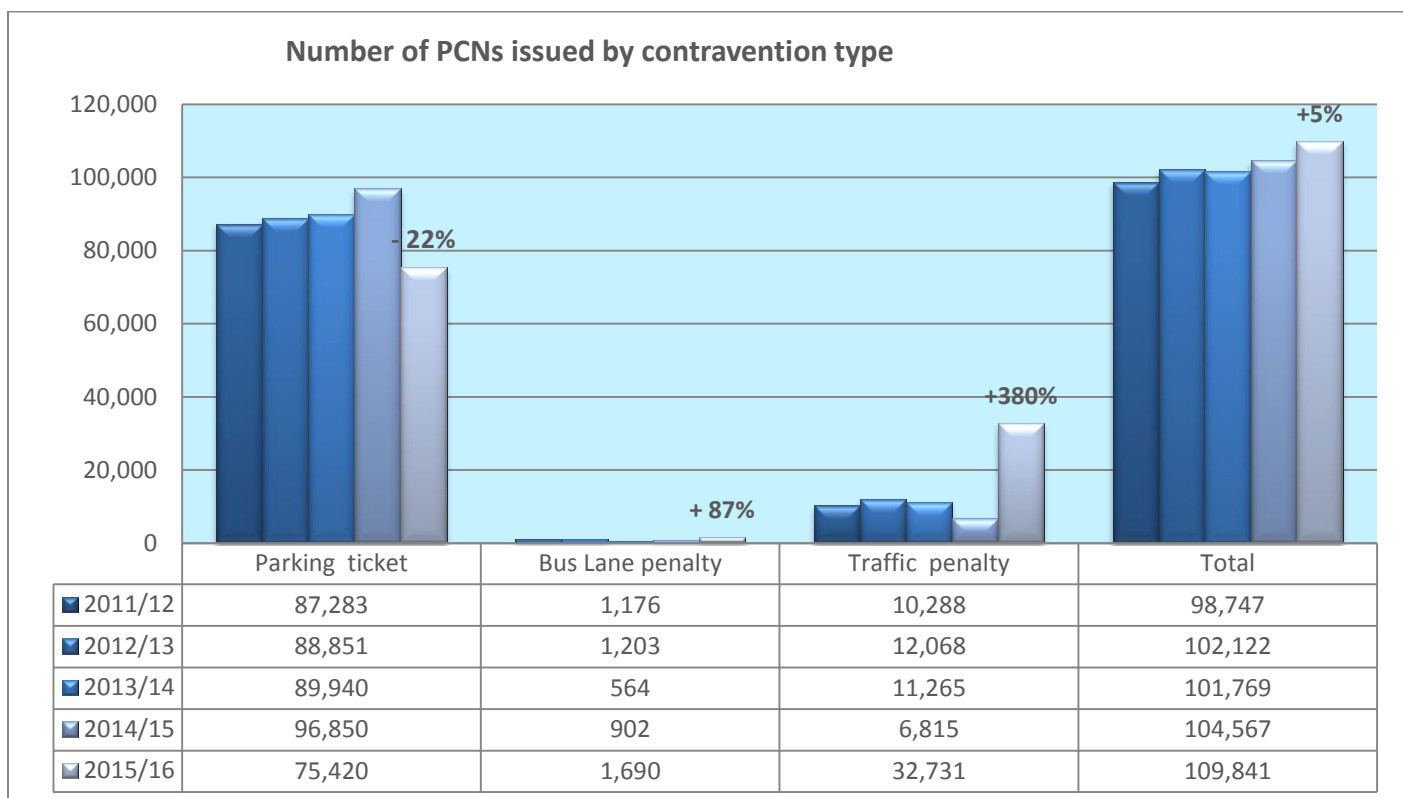 Number of PCNs issued by contravention type
120,000
100,000
80,000
60,000
40,000
20,000
0
- 22%
+ 87%
+380%
+5%
Parking ticket Bus Lane penalty Traffic penalty Total
2011/12 87,283 1,176 10,288 98,747
2012/13 88,851 1,203 12,068 102,122
2013/14 89,940 564 11,265 101,769
2014/15 96,850 902 6,815 104,567
2015/16 75,420 1,690 32,731 109,841